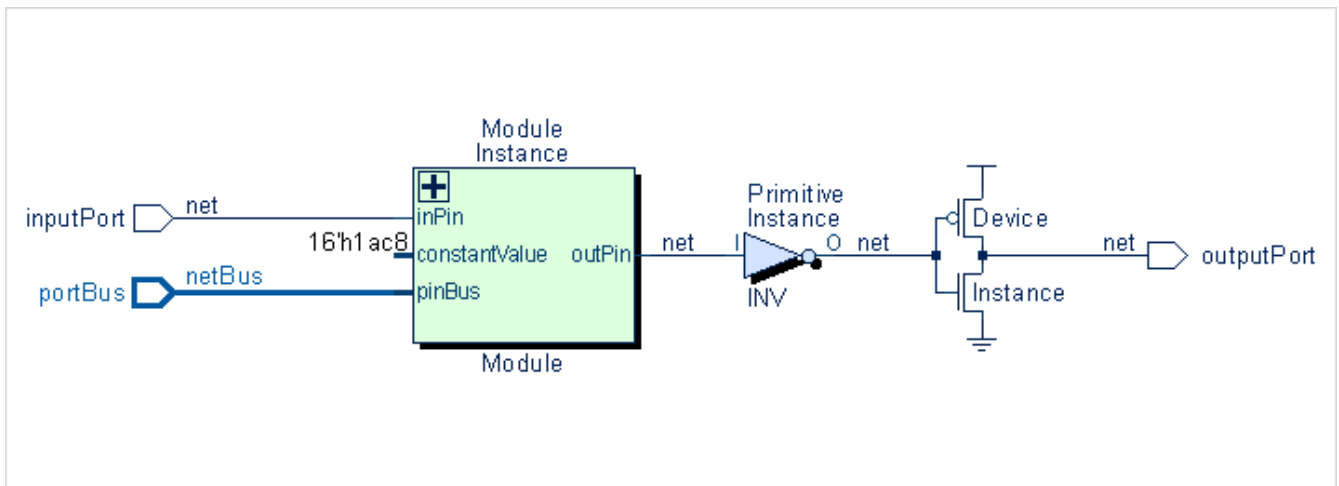 Module
Instance
inputPort
net
inPin
16'h1ac8
constantValue
outPin
portBus
netBus
pinBus
Module
net
Primitive
Instance
I
O
INV
net
Device
Instance
net
outputPort